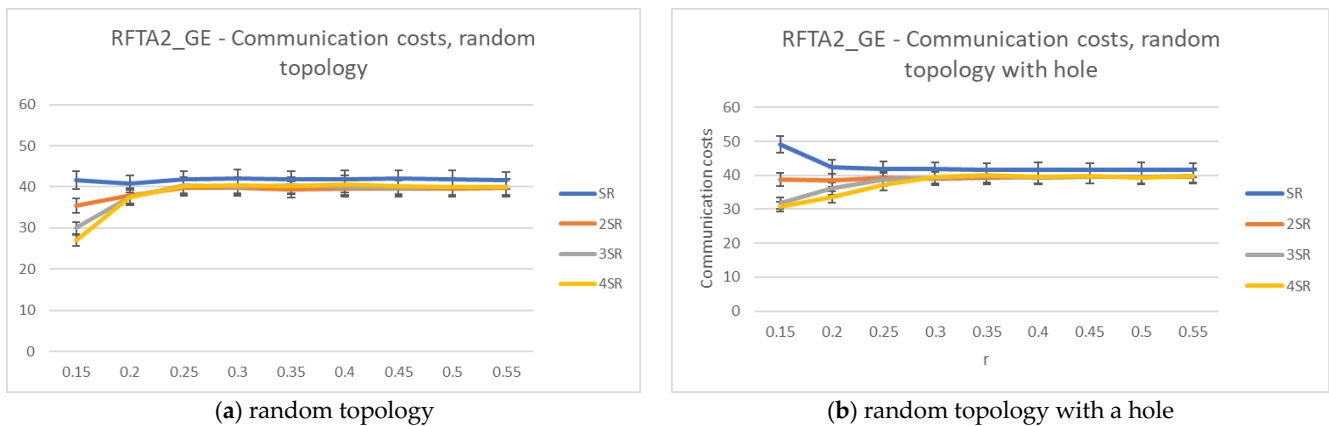 RFTA2_GE - Communication costs, random
topology
60
50
40
30
20
10
0
0.15 0.2 0.25 0.3 0.35 0.4 0.45 0.5 0.55
SR
2SR
3SR
4SR
(a) random topology
RFTA2_GE - Communication costs, random
topology with hole
Communication costs
60
50
40
30
20
10
0
0.15 0.2 0.25 0.3 0.35 0.4 0.45 0.5 0.55
r
SR
2SR
3SR
4SR
(b) random topology with a hole